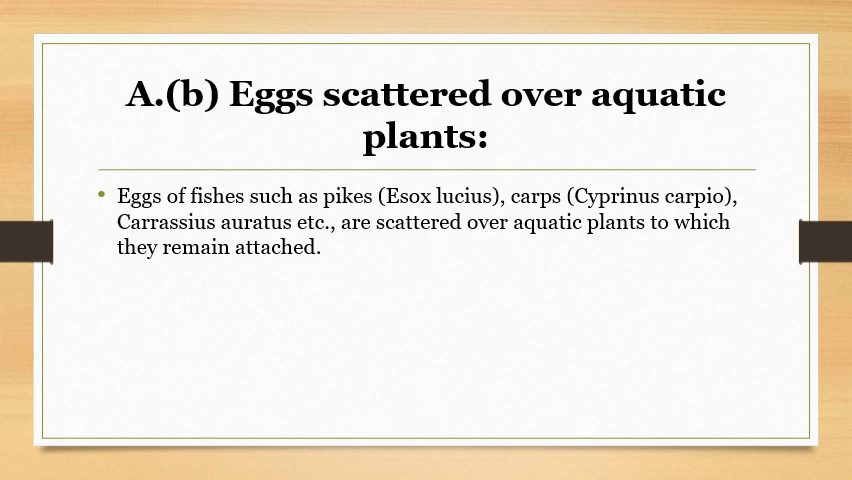 A.(b) Eggs scattered over aquatic
plants:
• Eggs of fishes such as pikes (Esox lucius), carps (Cyprinus carpio),
Carrassius auratus etc., are scattered over aquatic plants to which
they remain attached.